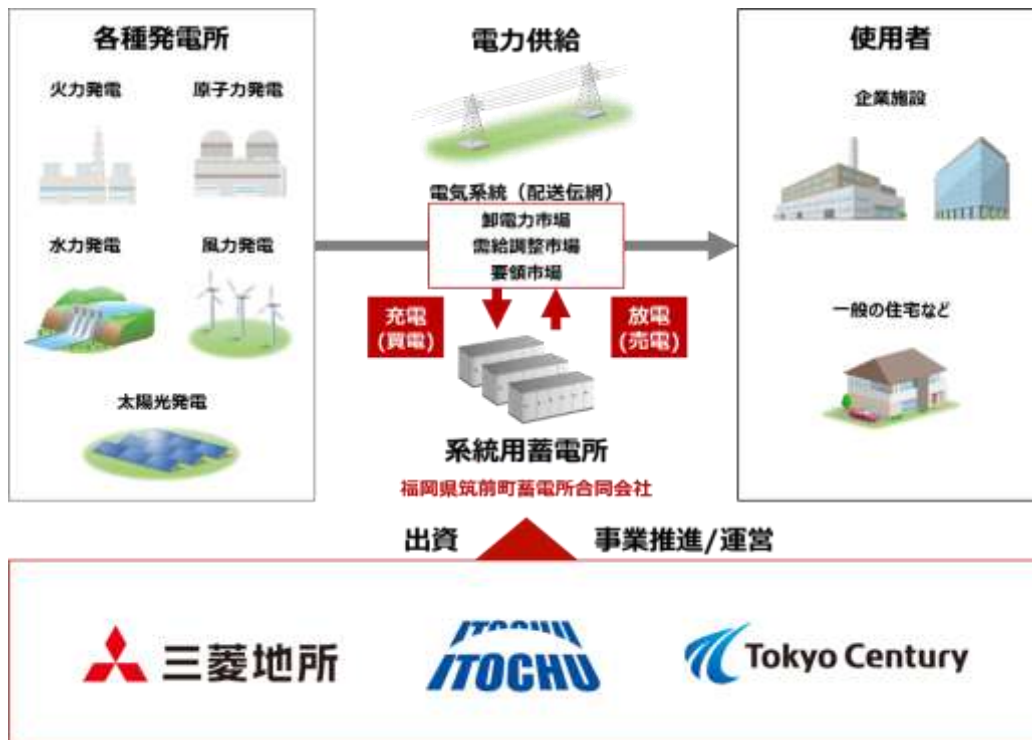 各種発電所
火力発電
原子力発電
水力発電
風力発電
太陽光発電
電力供給
電気系統（配送伝網）
卸電力市場
需給調整市場
要領市場
充電
(買電)
放電
(売電)
系統用蓄電所
福岡県筑前町蓄電所合同会社
使用者
企業施設
一般の住宅など
出資
事業推進/運営
三菱地所
ITOCHU
ITOCHU
Tokyo Century